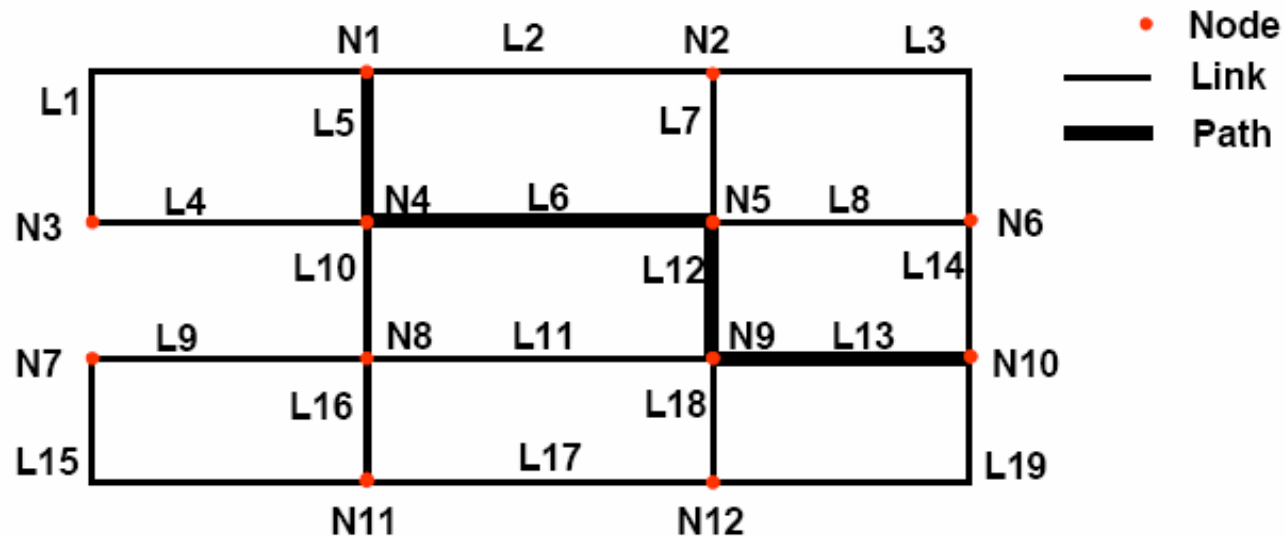 N1 L2 N2 L3 Node
L1 L5 L7 Link
Path
N3 L4 N4 L6 N5 L8 N6
L10 L12 L14
N7 L9 N8 L11 N9 L13 N10
L16 L18
L15 L17 L19
N11 N12